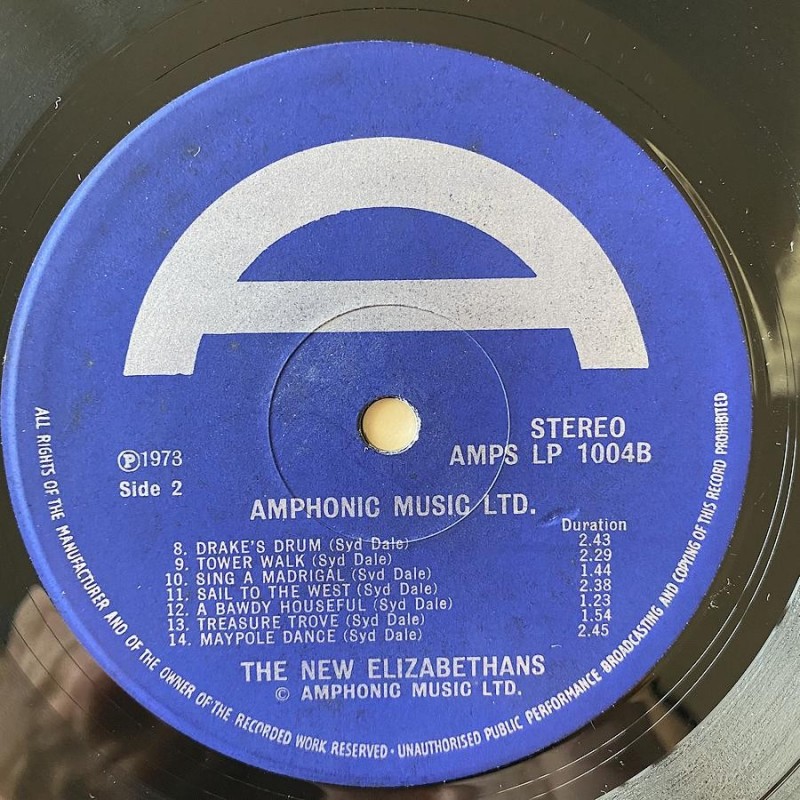 STEREO
AMPS LP 1004B
Ⓟ1973
Side 2
AMPHONIC MUSIC LTD.
Duration
8. DRAKE'S DRUM (Syd Dale) 2.43
9. TOWER WALK (Syd Dale) 2.29
10. SING A MADRIGAL (Syd Dale) 1.44
11. SAIL TO THE WEST (Syd Dale) 2.38
12. A BAWDY HOUSEFUL (Syd Dale) 1.23
13. TREASURE TROVE (Syd Dale) 1.54
14. MAYPOLE DANCE (Syd Dale) 2.45
THE NEW ELIZABETHANS
© AMPHONIC MUSIC LTD.
ALL RIGHTS OF THE MANUFACTURER AND OF THE OWNER OF THE RECORDED WORK RESERVED · UNAUTHORISED PUBLIC PERFORMANCE BROADCASTING AND COPYING OF THIS RECORD PROHIBITED